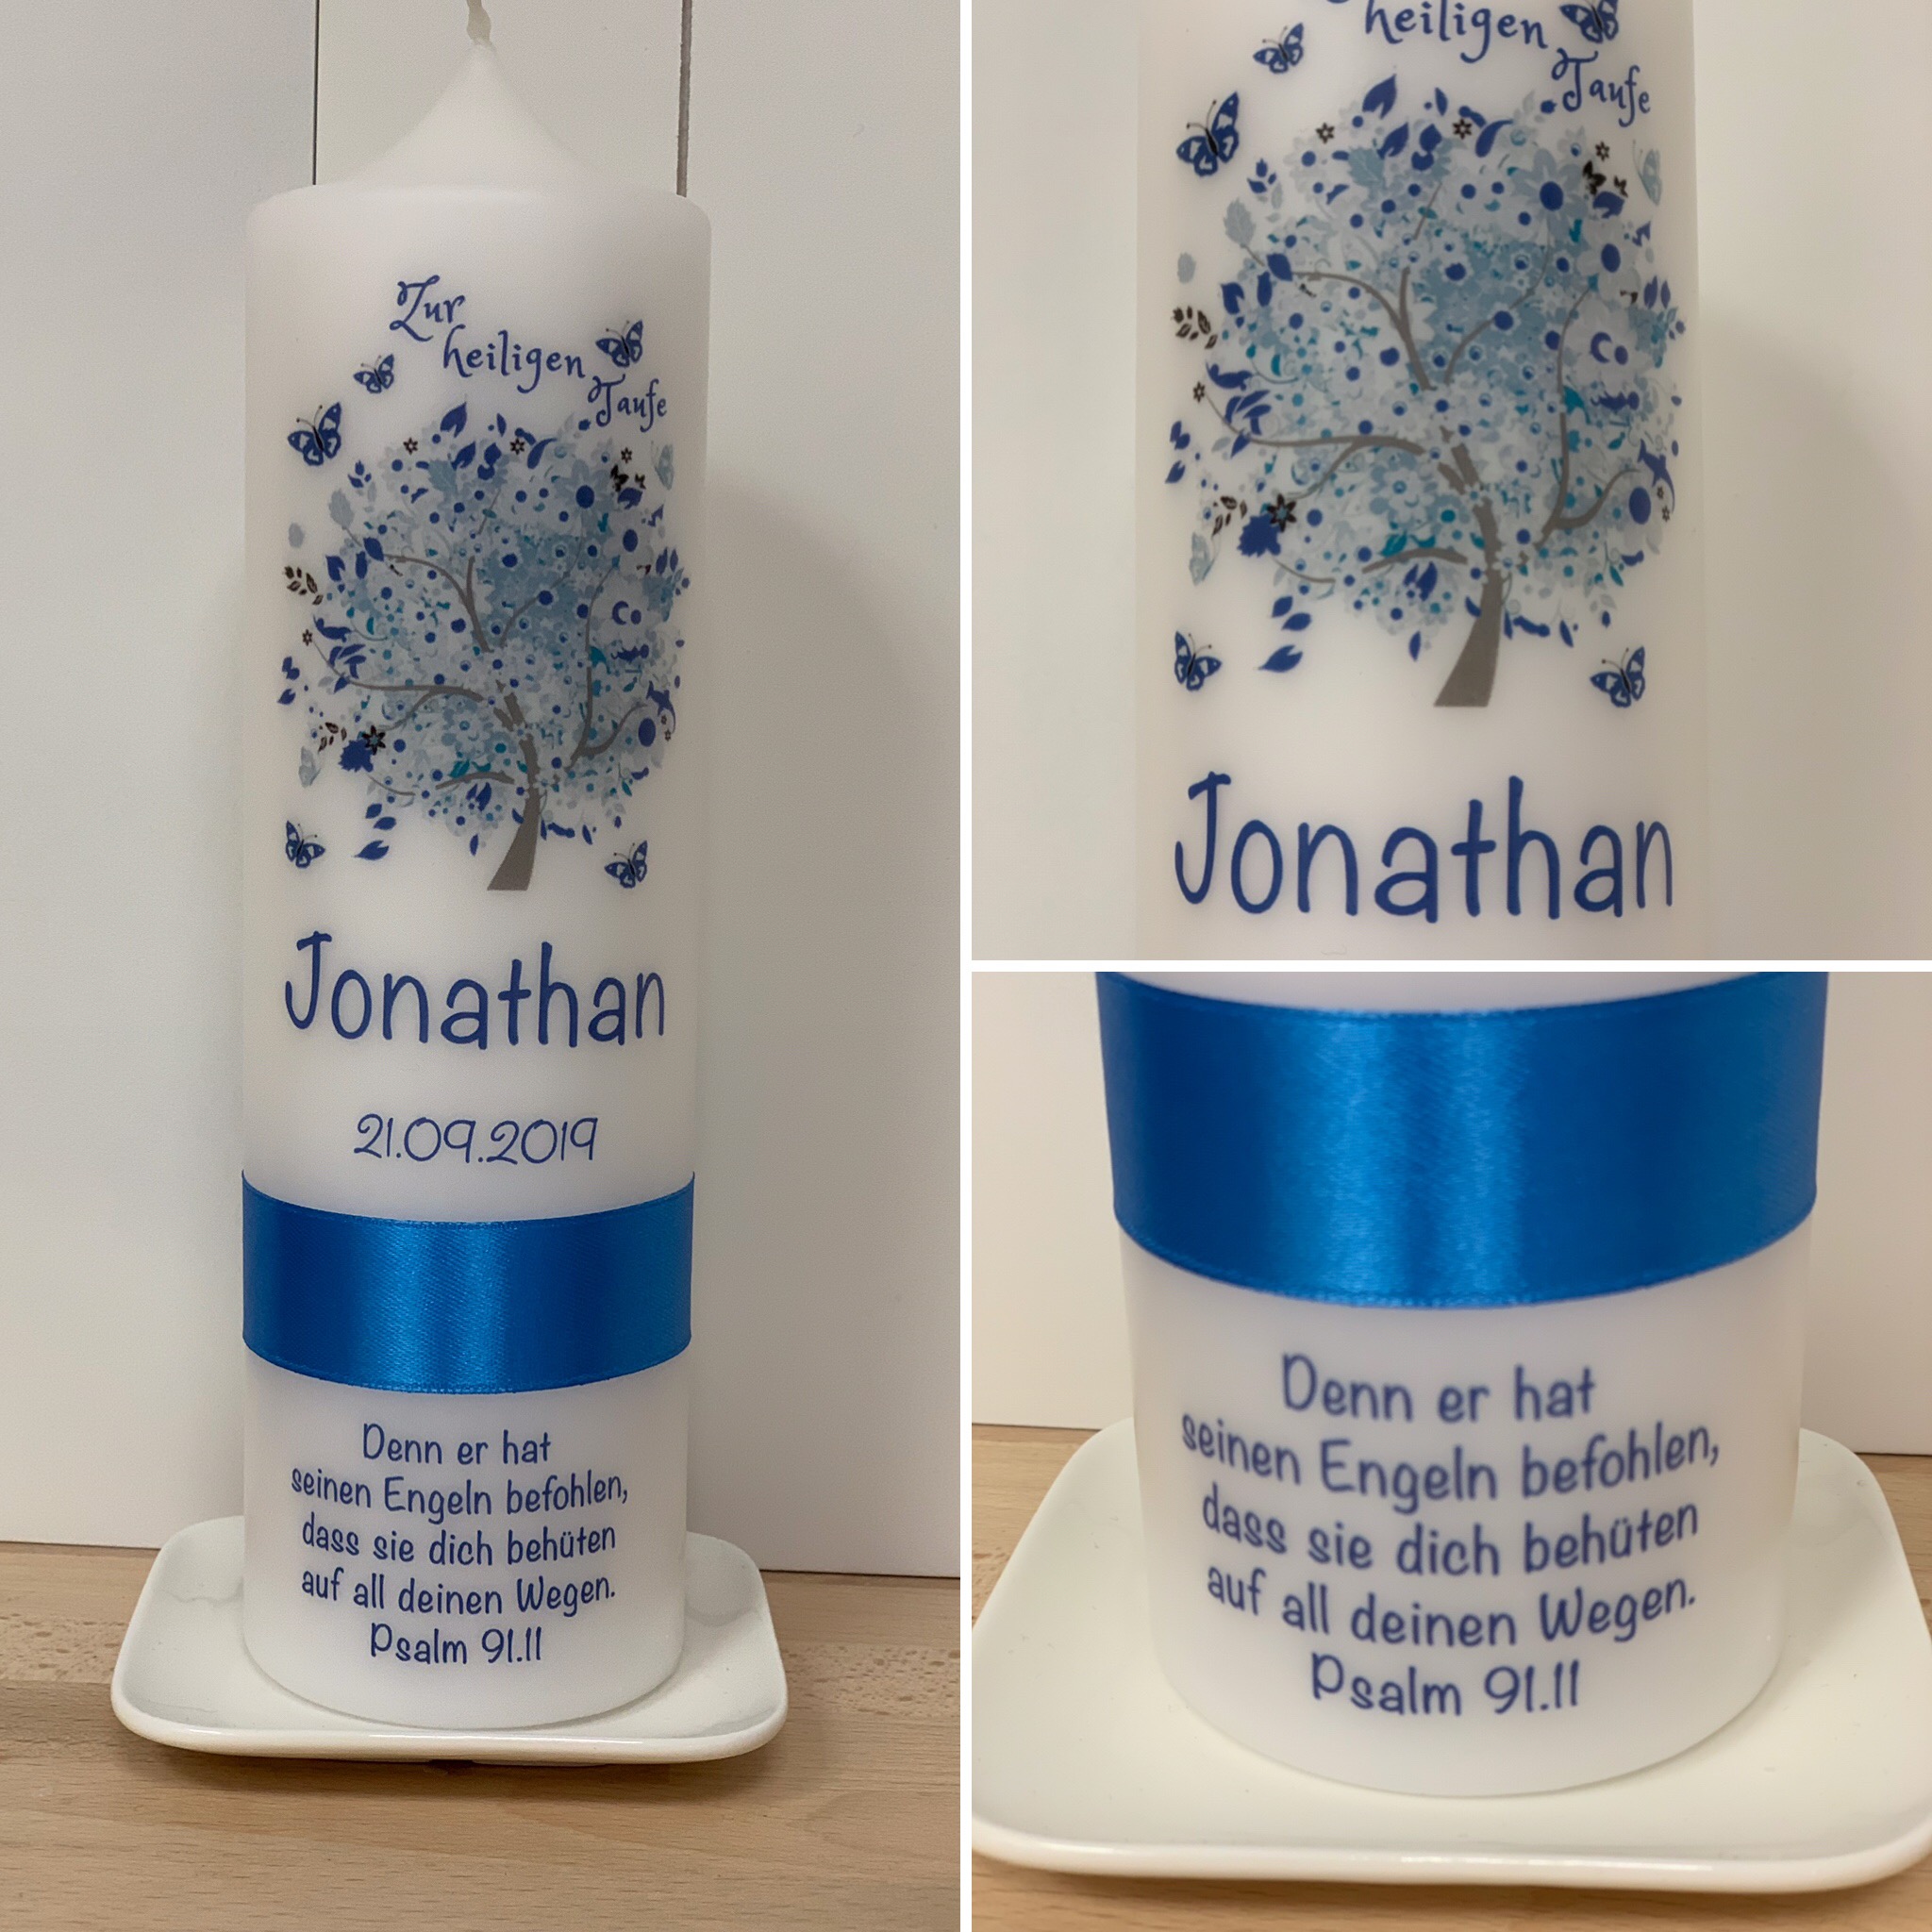 Zur
heiligen
Taufe
Jonathan
21.09.2019
Denn er hat
seinen Engeln befohlen,
dass sie dich behüten
auf all deinen Wegen.
Psalm 91.11
heiligen
Taufe
Jonathan
Denn er hat
seinen Engeln befohlen,
dass sie dich behüten
auf all deinen Wegen.
Psalm 91.11